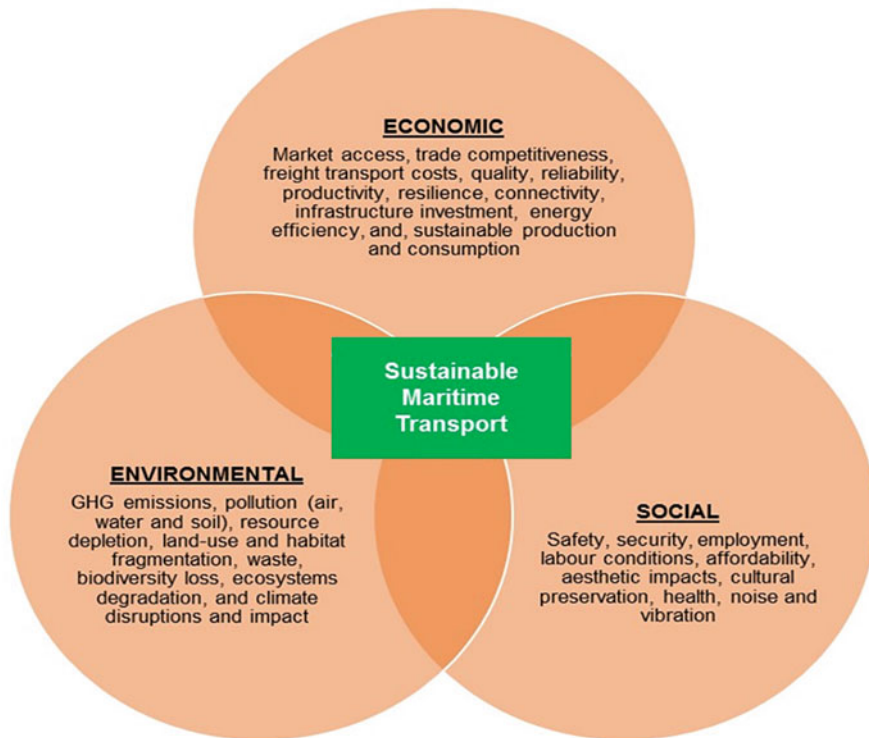 ECONOMIC
Market access, trade competitiveness,
freight transport costs, quality, reliability,
productivity, resilience, connectivity,
infrastructure investment, energy
efficiency, and, sustainable production
and consumption
Sustainable
Maritime
Transport
ENVIRONMENTAL
GHG emissions, pollution (air,
water and soil), resource
depletion, land-use and habitat
fragmentation, waste,
biodiversity loss, ecosystems
degradation, and climate
disruptions and impact
SOCIAL
Safety, security, employment,
labour conditions, affordability,
aesthetic impacts, cultural
preservation, health, noise and
vibration